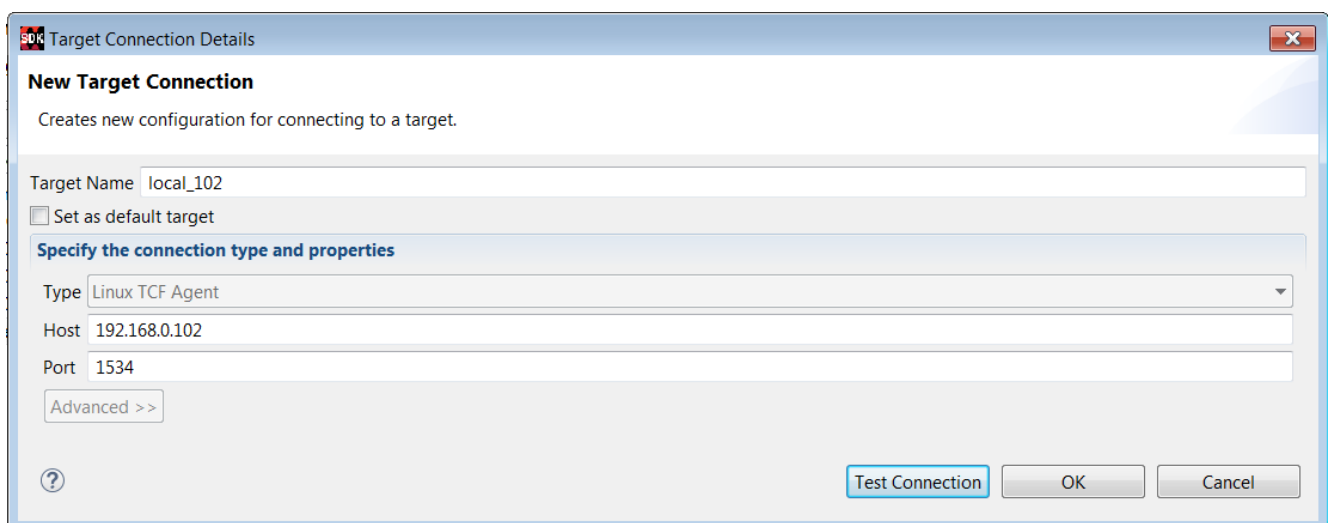 SDK Target Connection Details
New Target Connection
Creates new configuration for connecting to a target.
Target Name local_102
Set as default target
Specify the connection type and properties
Type Linux TCF Agent
Host 192.168.0.102
Port 1534
Advanced >>
? Test Connection OK Cancel